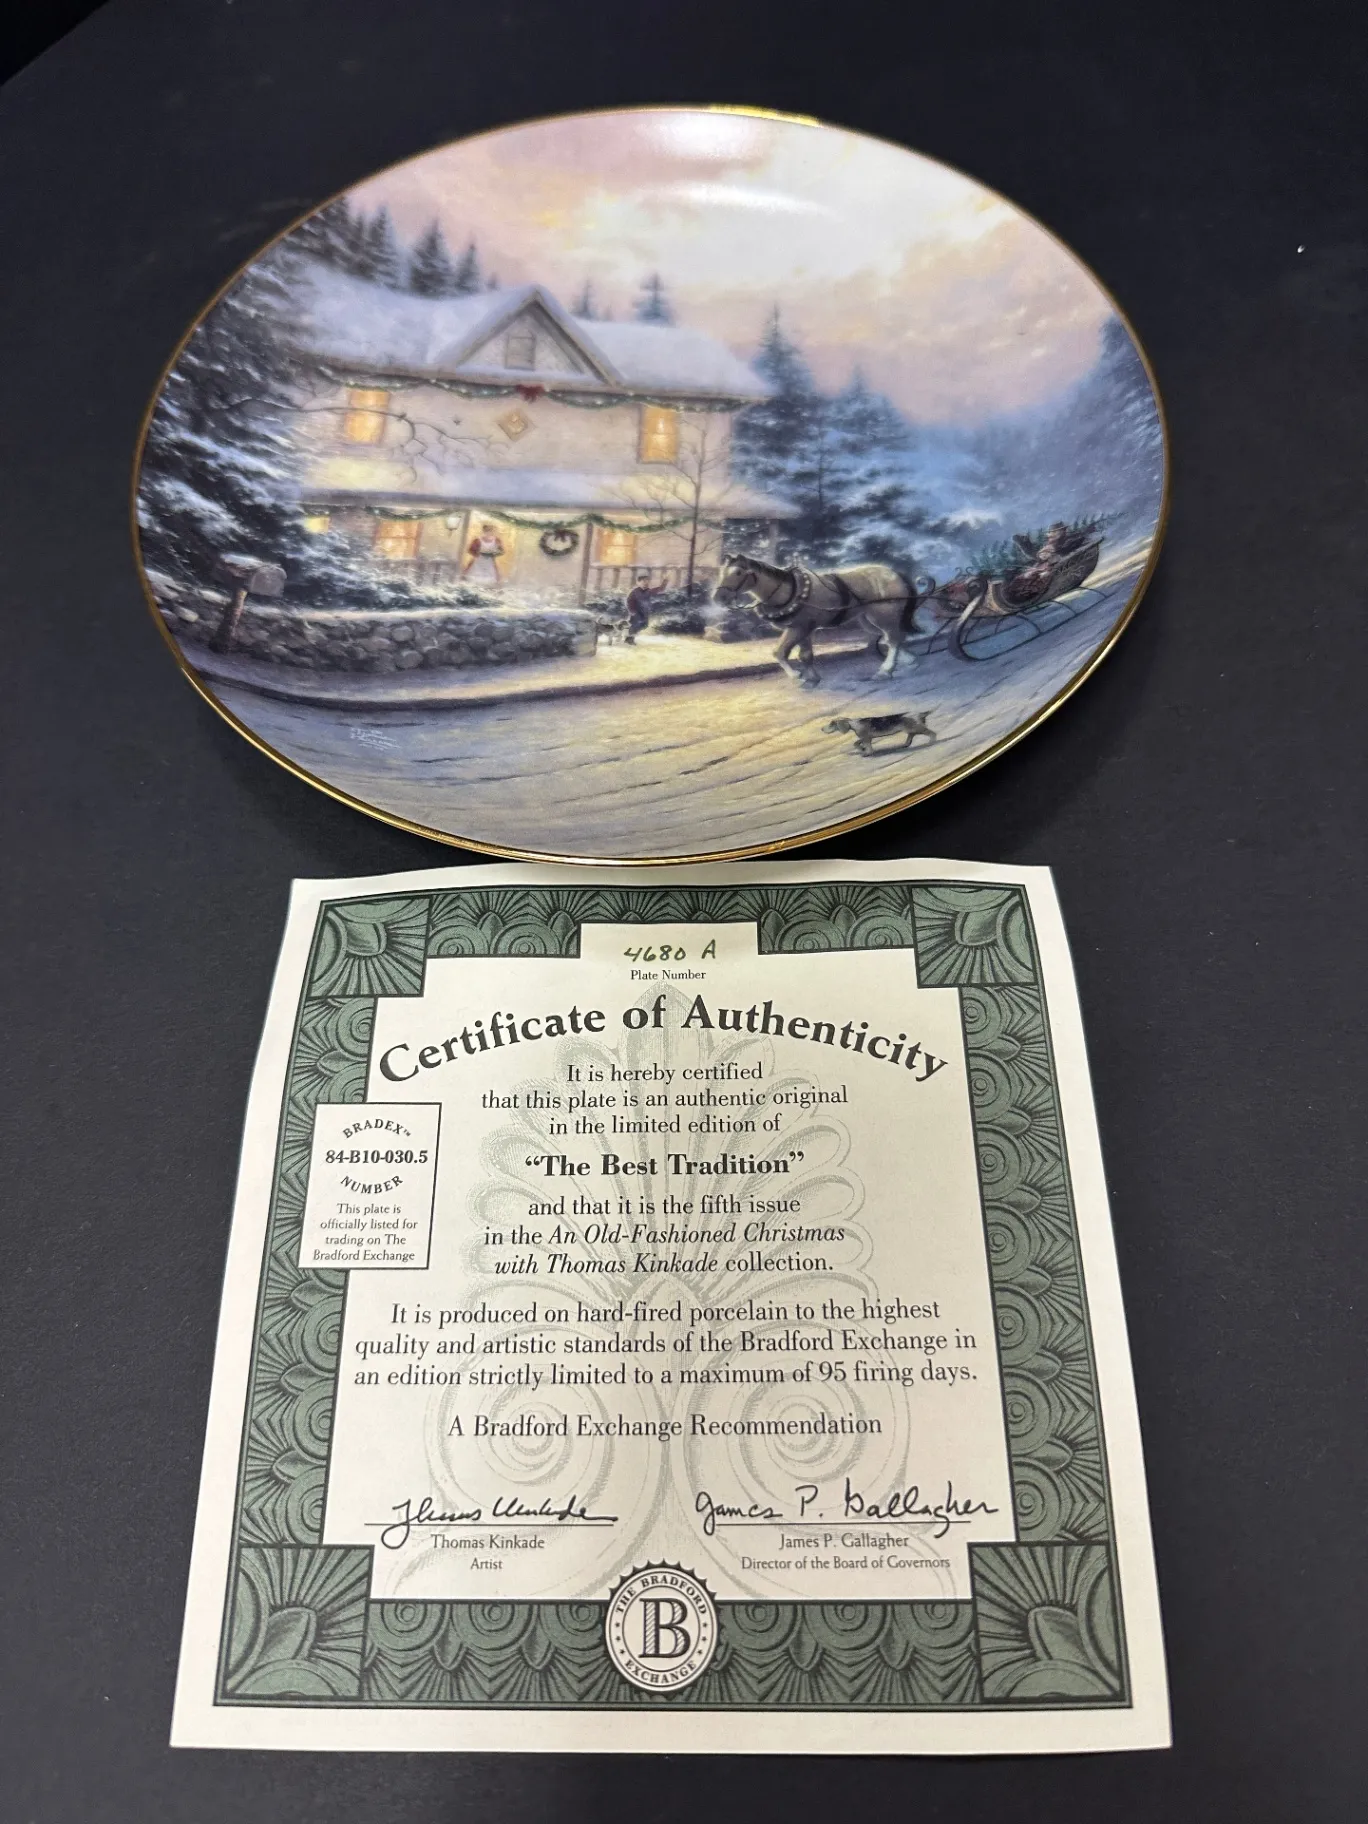 4680 A
Plate Number
Certificate of Authenticity
It is hereby certified
that this plate is an authentic original
in the limited edition of
“The Best Tradition”
and that it is the fifth issue
in the An Old-Fashioned Christmas
with Thomas Kinkade collection.
BRADEX™
84-B10-030.5
NUMBER
This plate is
officially listed for
trading on The
Bradford Exchange
It is produced on hard-fired porcelain to the highest
quality and artistic standards of the Bradford Exchange in
an edition strictly limited to a maximum of 95 firing days.
A Bradford Exchange Recommendation
Thomas Kinkade
James P. Gallagher
Thomas Kinkade
Artist
James P. Gallagher
Director of the Board of Governors
THE BRADFORD
B
EXCHANGE